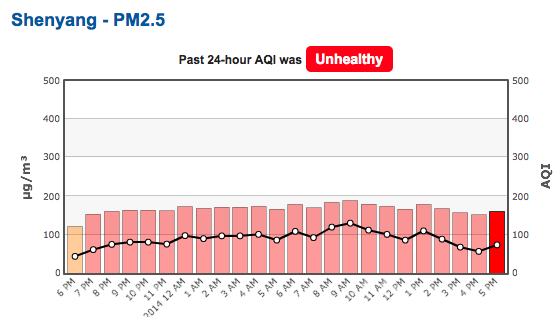 Shenyang - PM2.5
Past 24-hour AQI was Unhealthy
500 500
400 400
300 300
200 200
100 100
0 0
µg/m³
AQI
6 PM 7 PM 8 PM 9 PM 10 PM 11 PM 2014 12 AM 1 AM 2 AM 3 AM 4 AM 5 AM 6 AM 7 AM 8 AM 9 AM 10 AM 11 AM 12 PM 1 PM 2 PM 3 PM 4 PM 5 PM